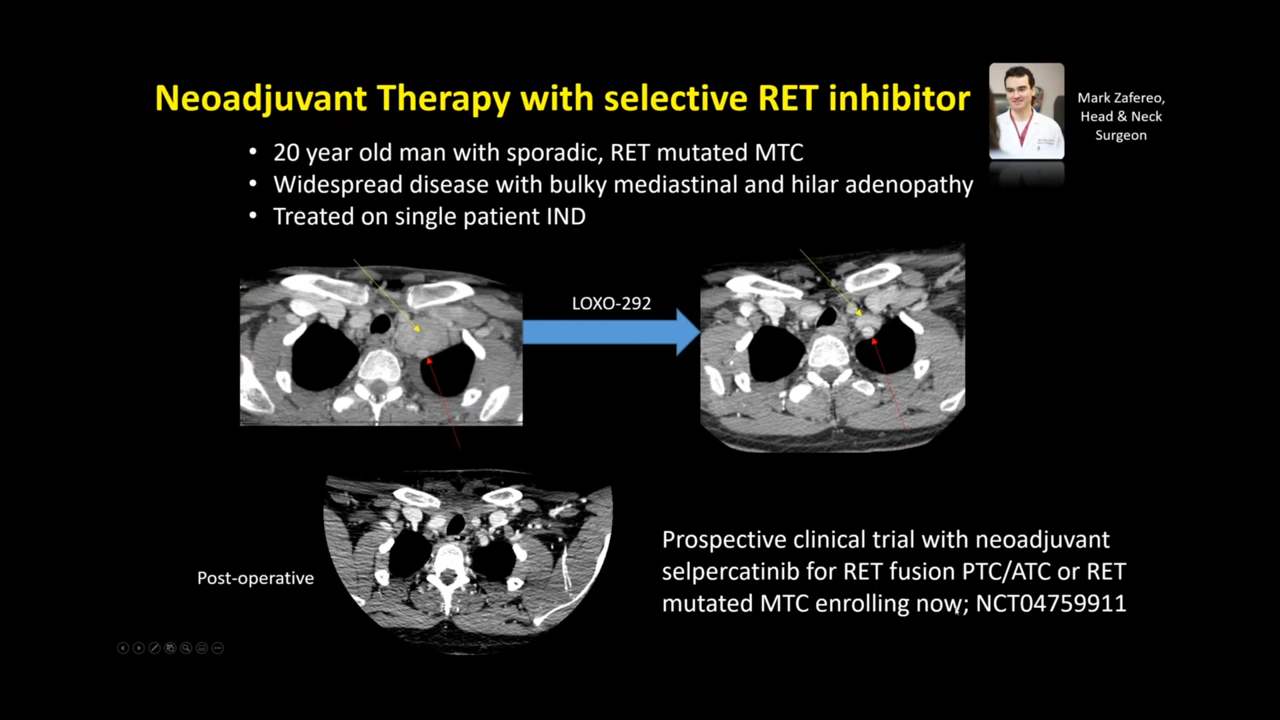 Neoadjuvant Therapy with selective RET inhibitor
Mark Zafereo,
Head & Neck
Surgeon
• 20 year old man with sporadic, RET mutated MTC
• Widespread disease with bulky mediastinal and hilar adenopathy
• Treated on single patient IND
LOXO-292
Post-operative
Prospective clinical trial with neoadjuvant
selpercatinib for RET fusion PTC/ATC or RET
mutated MTC enrolling now; NCT04759911